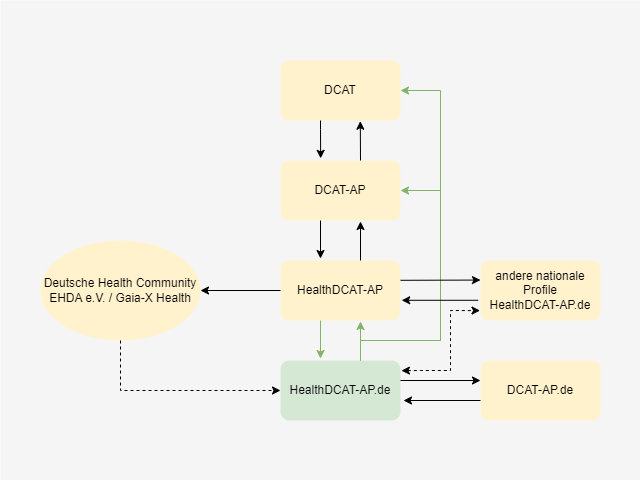 DCAT
DCAT-AP
Deutsche Health Community
EHDA e.V. / Gaia-X Health
HealthDCAT-AP
andere nationale
Profile
HealthDCAT-AP.de
HealthDCAT-AP.de
DCAT-AP.de